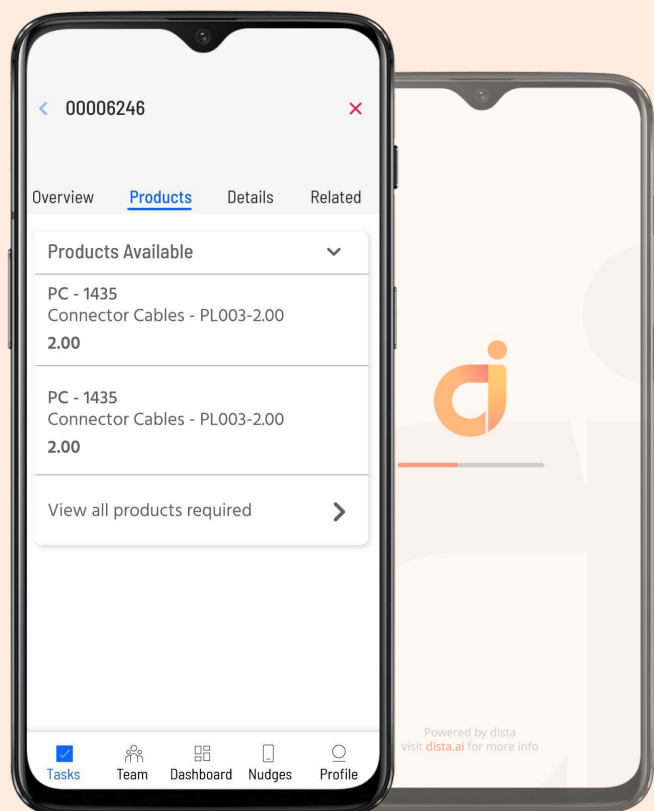 00006246
Overview Products Details Related
Products Available
PC - 1435
Connector Cables - PL003-2.00
2.00
PC - 1435
Connector Cables - PL003-2.00
2.00
View all products required
Tasks Team Dashboard Nudges Profile
Powered by dista
visit dista.ai for more info